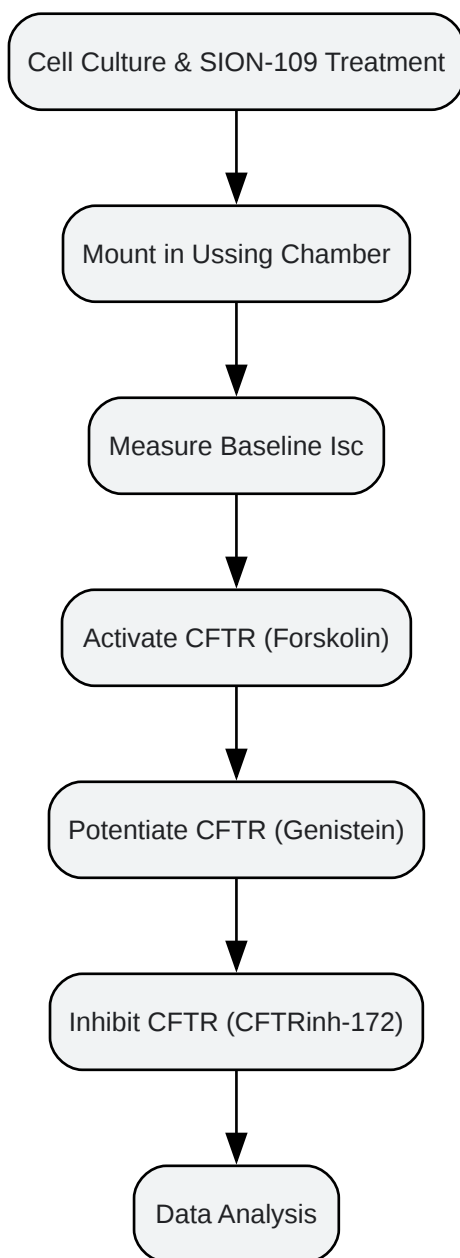 Cell Culture & SION-109 Treatment
Mount in Ussing Chamber
Measure Baseline Isc
Activate CFTR (Forskolin)
Potentiate CFTR (Genistein)
Inhibit CFTR (CFTRinh-172)
Data Analysis